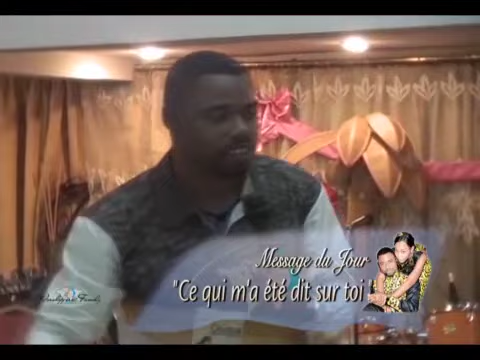 Message du Jour
"Ce qui m'a été dit sur toi